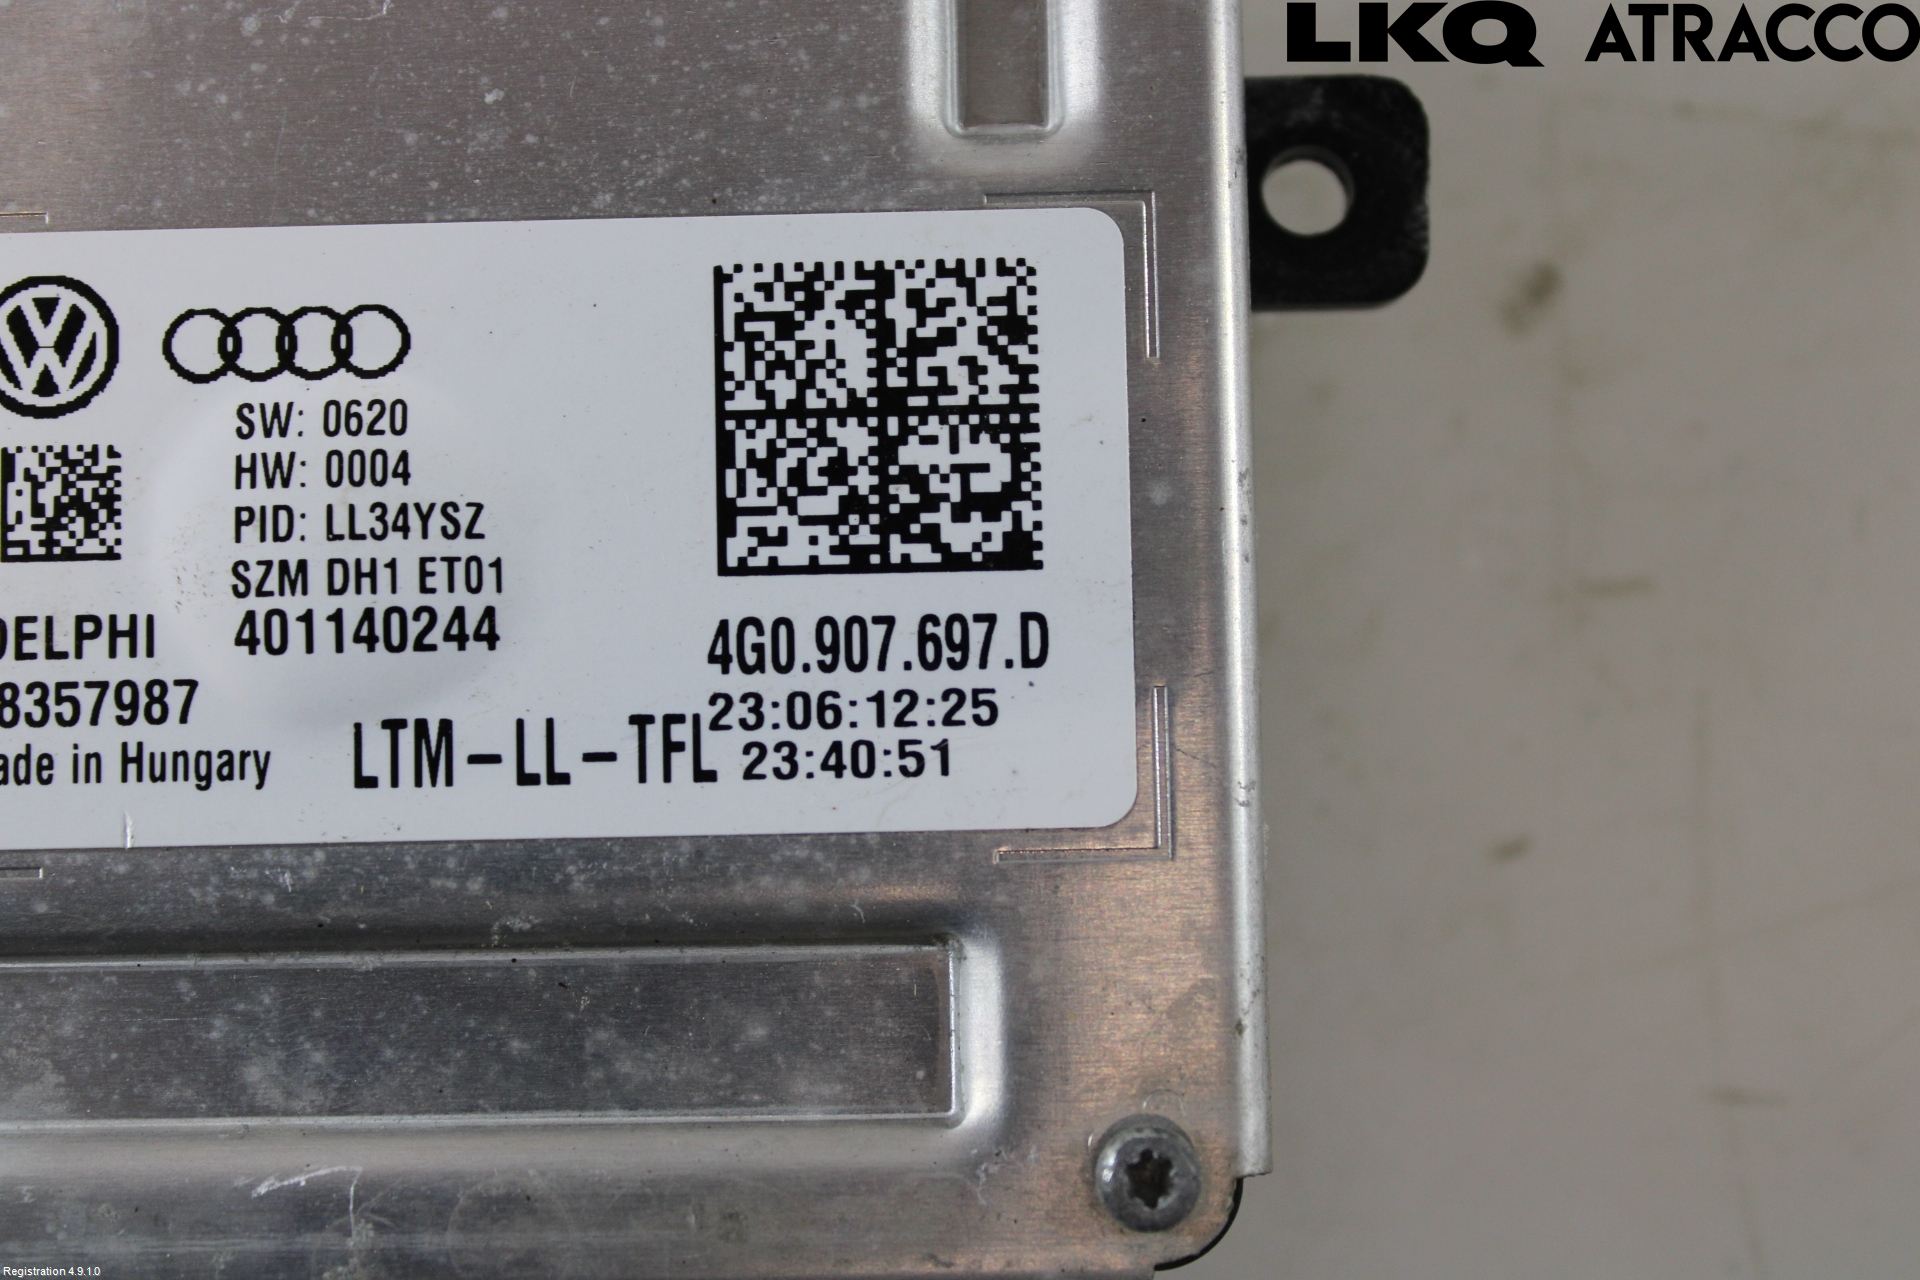 LKQ ATRACCO
SW: 0620
HW: 0004
PID: LL34YSZ
SZM DH1 ET01
DELPHI 401140244
8357987
in Hungary
LTM-LL-TFL
4G0.907.697.D
23:06:12:25
23:40:51
Registration 4.9.1.0